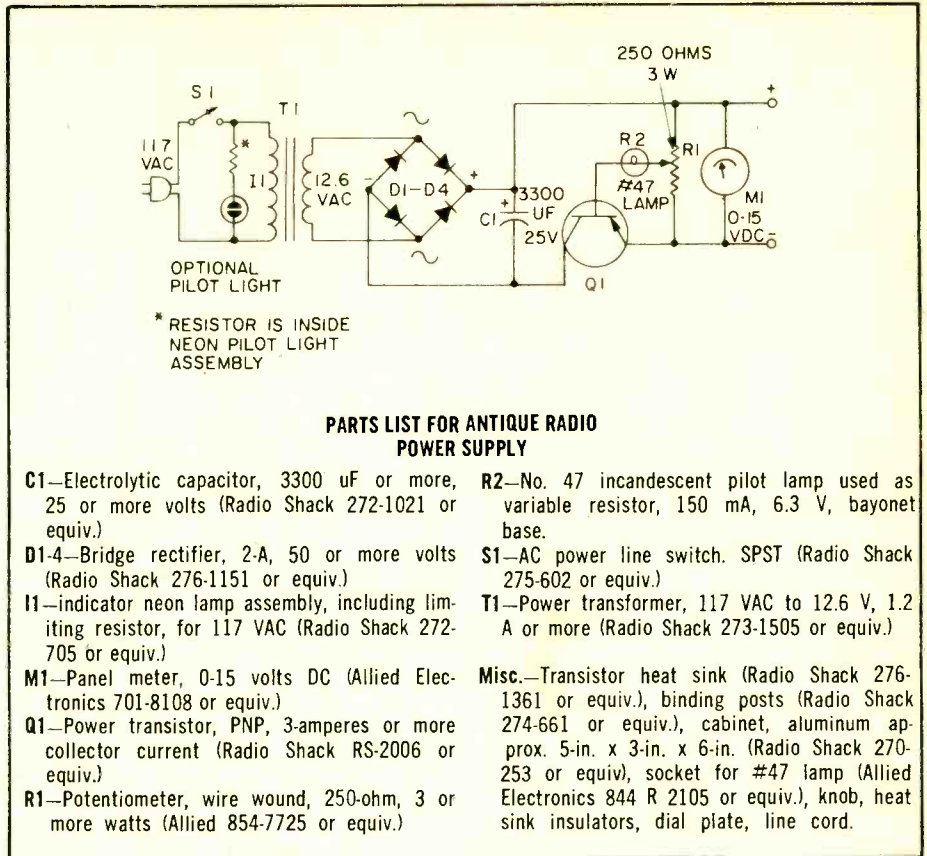 250 OHMS
3 W
S1
T1
*
117
VAC
I1
12.6
VAC
~
-
D1-D4
+
~
+
C1
3300
UF
25V
R2
#47
LAMP
R1
Q1
+
M1
0-15
VDC
-
OPTIONAL
PILOT LIGHT
* RESISTOR IS INSIDE
NEON PILOT LIGHT
ASSEMBLY
PARTS LIST FOR ANTIQUE RADIO
POWER SUPPLY
C1—Electrolytic capacitor, 3300 uF or more,
25 or more volts (Radio Shack 272-1021 or
equiv.)
D1-4—Bridge rectifier, 2-A, 50 or more volts
(Radio Shack 276-1151 or equiv.)
I1—indicator neon lamp assembly, including lim-
iting resistor, for 117 VAC (Radio Shack 272-
705 or equiv.)
M1—Panel meter, 0-15 volts DC (Allied Elec-
tronics 701-8108 or equiv.)
Q1—Power transistor, PNP, 3-amperes or more
collector current (Radio Shack RS-2006 or
equiv.)
R1—Potentiometer, wire wound, 250-ohm, 3 or
more watts (Allied 854-7725 or equiv.)
R2—No. 47 incandescent pilot lamp used as
variable resistor, 150 mA, 6.3 V, bayonet
base.
S1—AC power line switch. SPST (Radio Shack
275-602 or equiv.)
T1—Power transformer, 117 VAC to 12.6 V, 1.2
A or more (Radio Shack 273-1505 or equiv.)
Misc.—Transistor heat sink (Radio Shack 276-
1361 or equiv.), binding posts (Radio Shack
274-661 or equiv.), cabinet, aluminum ap-
prox. 5-in. x 3-in. x 6-in. (Radio Shack 270-
253 or equiv), socket for #47 lamp (Allied
Electronics 844 R 2105 or equiv.), knob, heat
sink insulators, dial plate, line cord.